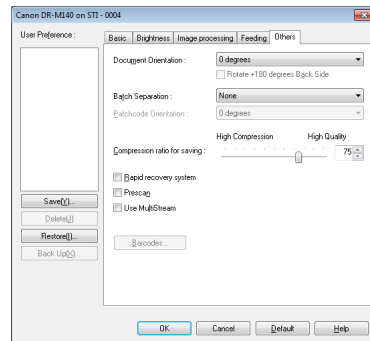 Canon DR-M140 on STI - 0004
User Preference :
Save(Y)...
Delete(J)
Restore(I)...
Back Up(X)...
Basic Brightness Image processing Feeding Others
Document Orientation : 0 degrees
Rotate +180 degrees Back Side
Batch Separation : None
Patchcode Orientation : 0 degrees
High Compression High Quality
Compression ratio for saving : 75
Rapid recovery system
Prescan
Use MultiStream
Barcodes...
OK Cancel Default Help